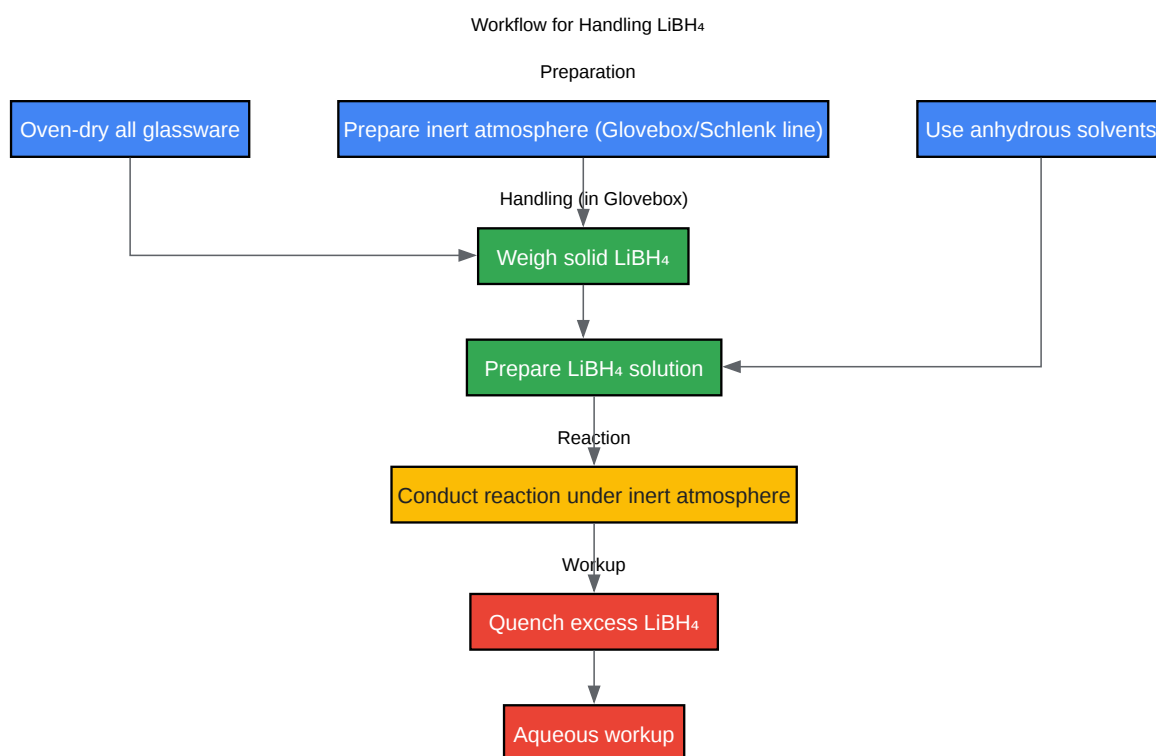 Workflow for Handling LiBH₄
Preparation
Oven-dry all glassware
Prepare inert atmosphere (Glovebox/Schlenk line)
Use anhydrous solvents
Handling (in Glovebox)
Weigh solid LiBH₄
Prepare LiBH₄ solution
Reaction
Conduct reaction under inert atmosphere
Workup
Quench excess LiBH₄
Aqueous workup